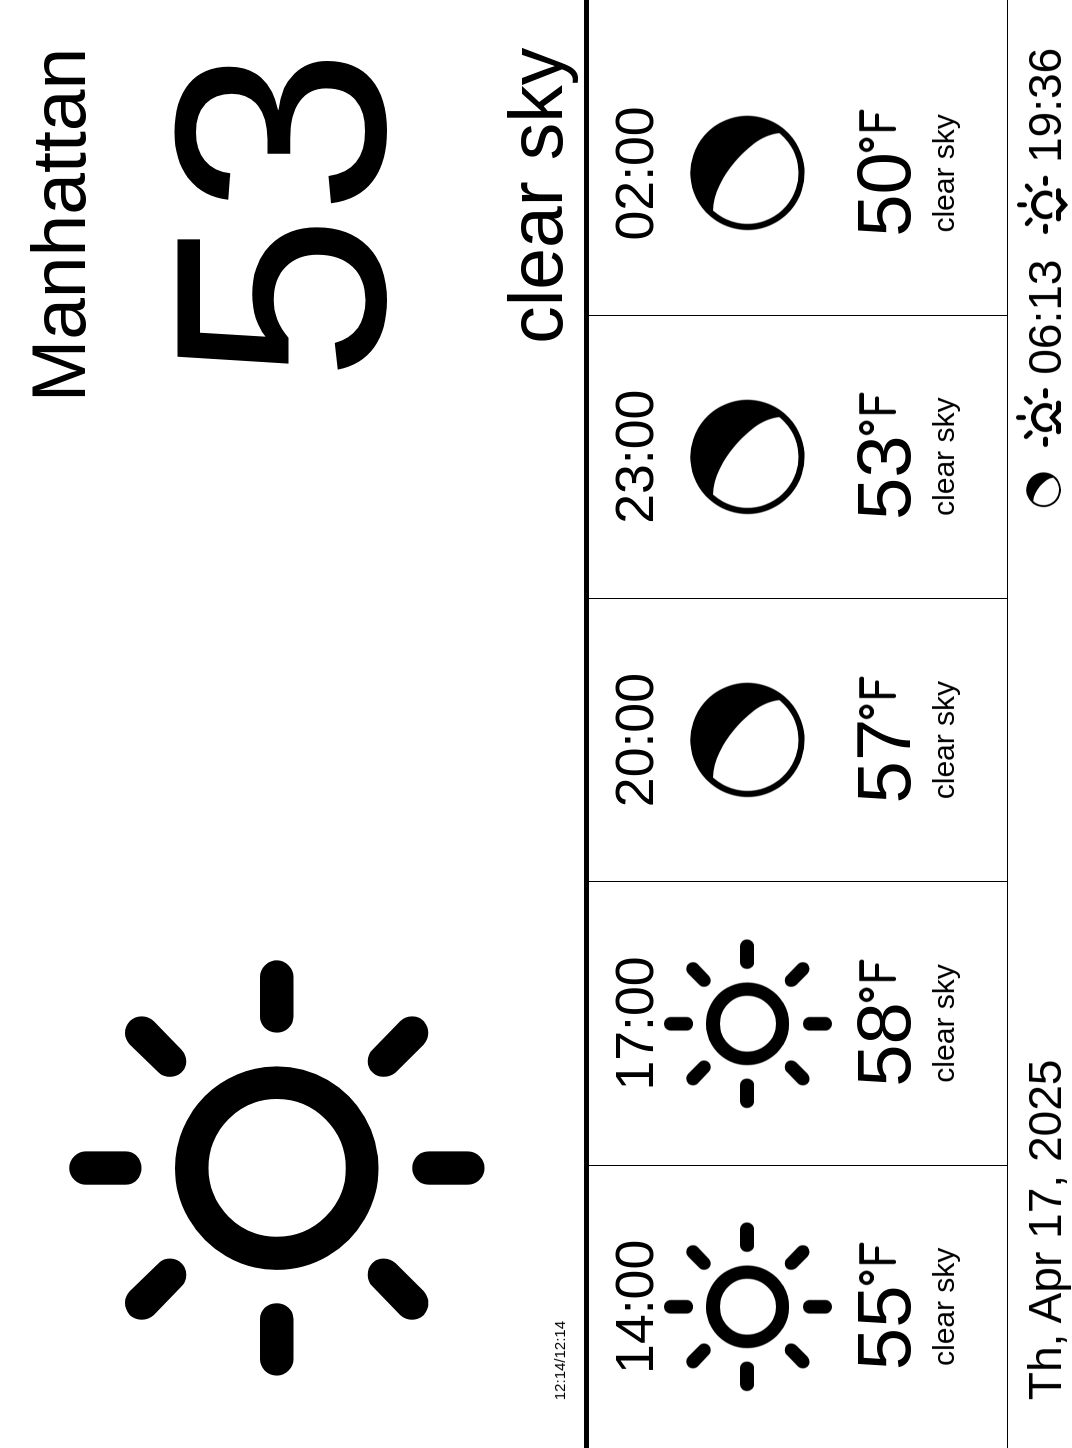 Manhattan
53
clear sky
12:14/12:14
14:00 17:00 20:00 23:00 02:00
55°F 58°F 57°F 53°F 50°F
clear sky clear sky clear sky clear sky clear sky
Th, Apr 17, 2025 06:13 19:36